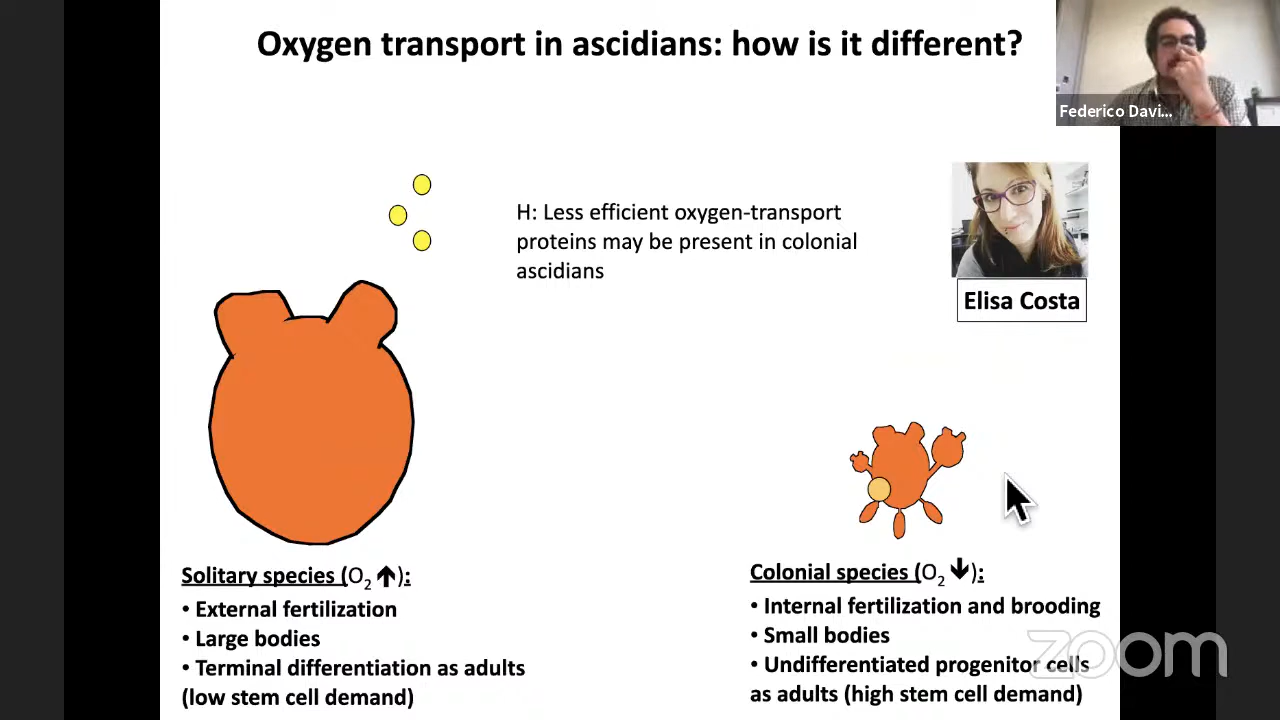 Oxygen transport in ascidians: how is it different?
Federico Davi...
H: Less efficient oxygen-transport
proteins may be present in colonial
ascidians
Elisa Costa
Solitary species (O₂ 🡅):
• External fertilization
• Large bodies
• Terminal differentiation as adults
(low stem cell demand)
Colonial species (O₂ 🡇):
• Internal fertilization and brooding
• Small bodies
• Undifferentiated progenitor cells
as adults (high stem cell demand)
zoom